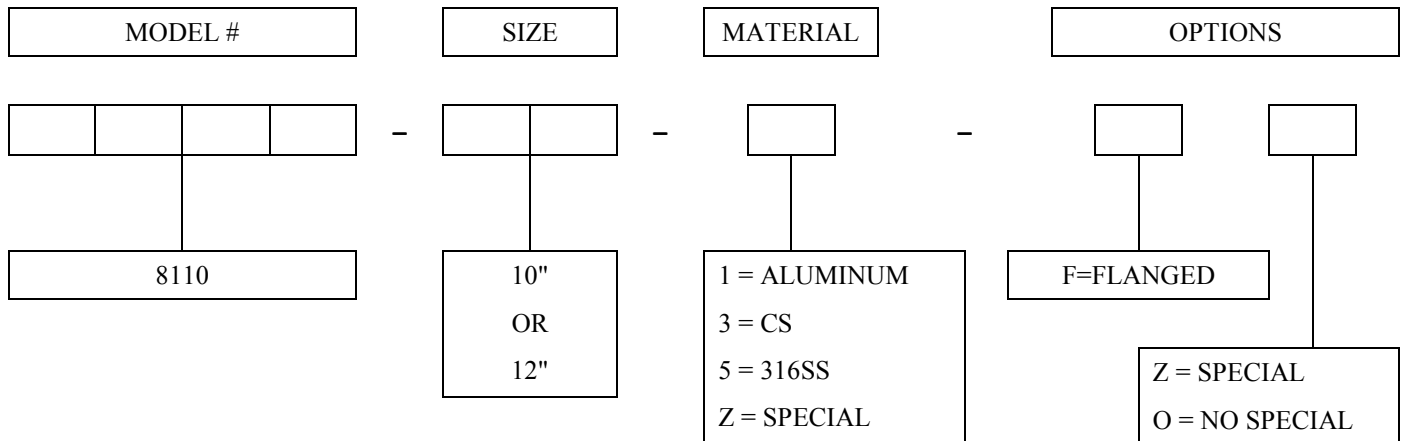 MODEL # SIZE MATERIAL OPTIONS
– – –
8110
10"
OR
12"
1 = ALUMINUM
3 = CS
5 = 316SS
Z = SPECIAL
F=FLANGED
Z = SPECIAL
O = NO SPECIAL